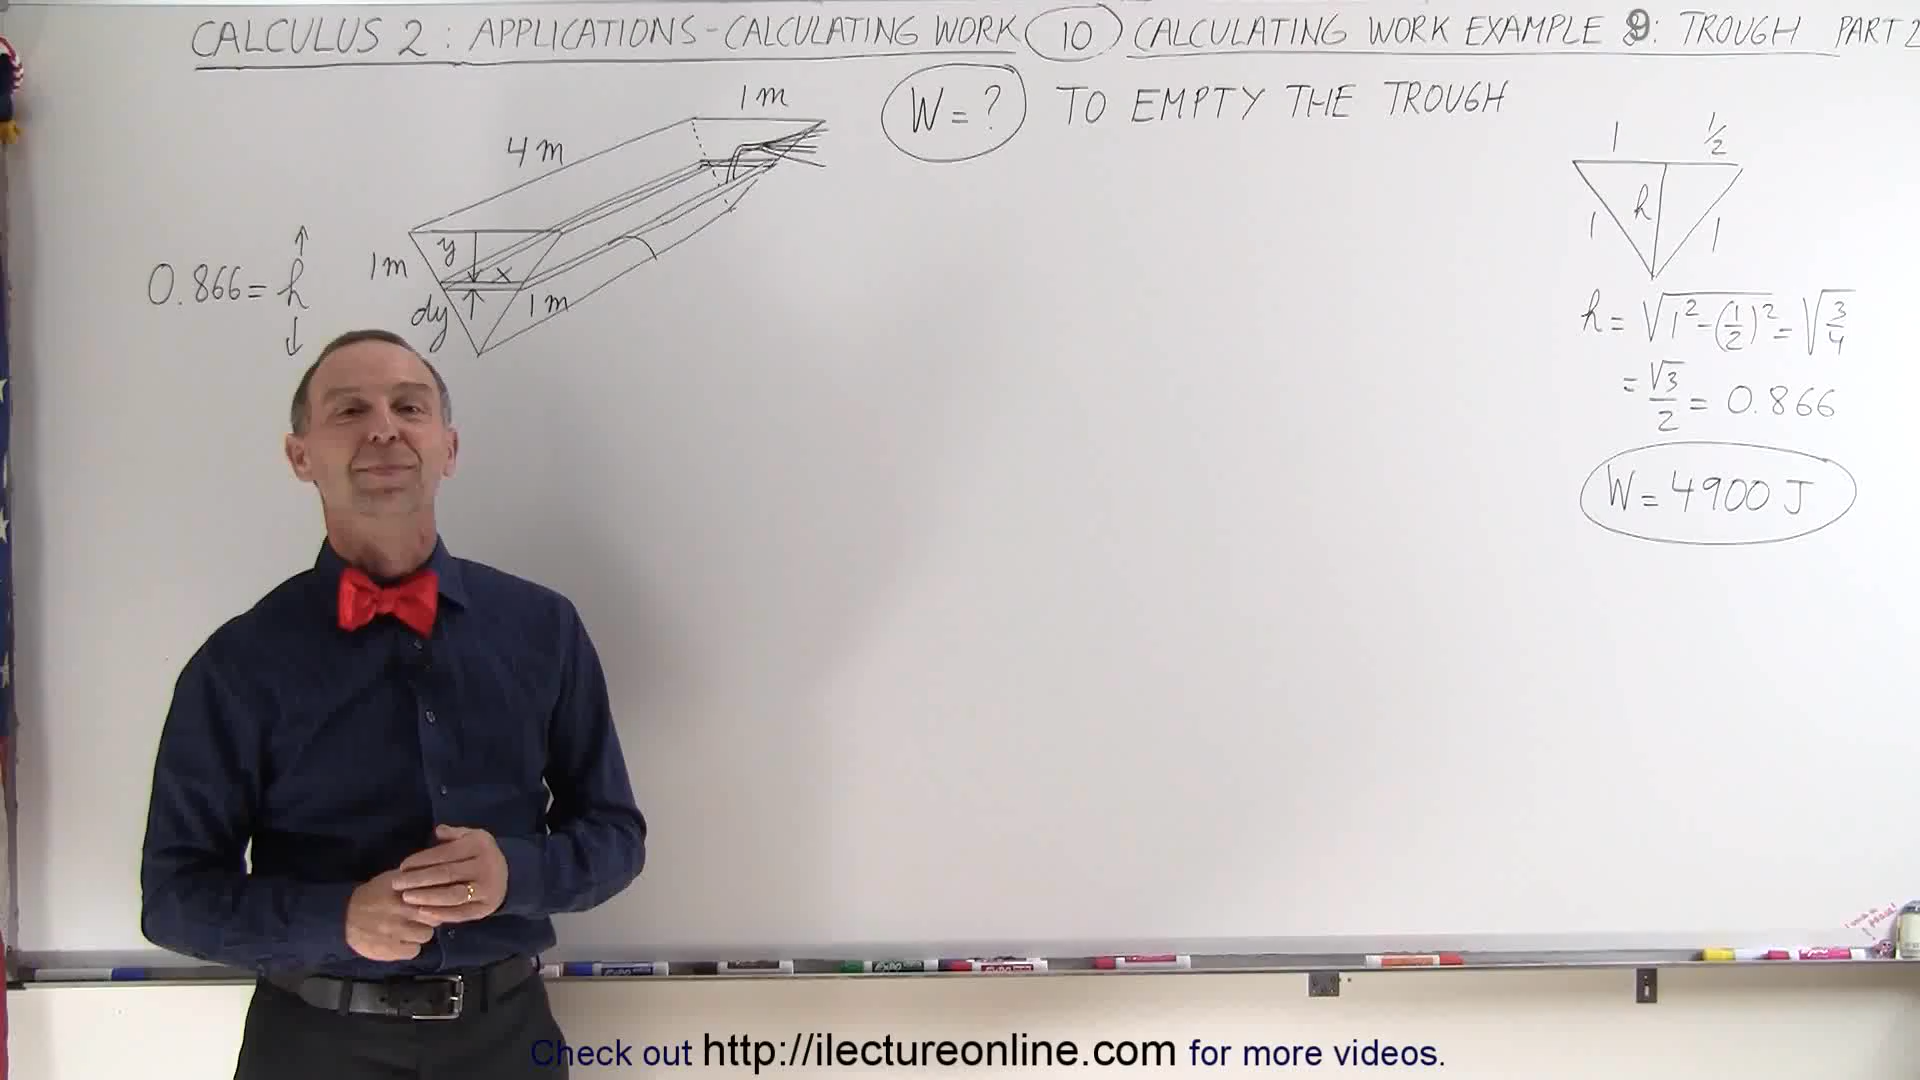 CALCULUS 2 : APPLICATIONS - CALCULATING WORK 10 CALCULATING WORK EXAMPLE 9: TROUGH PART 2
W = ? TO EMPTY THE TROUGH
1 m
4 m
1 m
y
x
dy
1 m
0.866 = h
1 1/2
h
1 1
h = √(1² - (1/2)²) = √(3/4)
= √3/2 = 0.866
W = 4900 J
Check out http://ilectureonline.com for more videos.